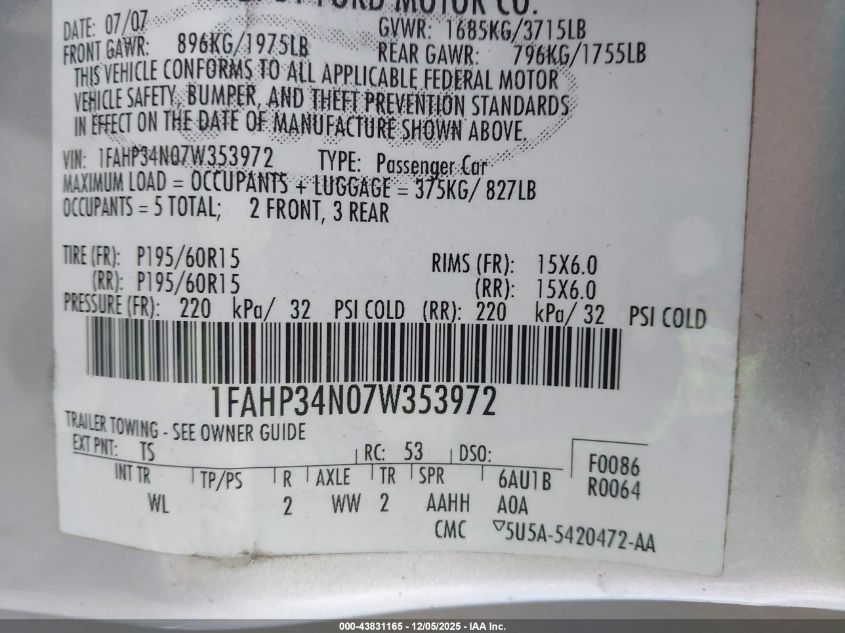 FORD MOTOR CO.
DATE: 07/07 GVWR: 1685KG/3715LB
FRONT GAWR: 896KG/1975LB REAR GAWR: 796KG/1755LB
THIS VEHICLE CONFORMS TO ALL APPLICABLE FEDERAL MOTOR
VEHICLE SAFETY, BUMPER, AND THEFT PREVENTION STANDARDS
IN EFFECT ON THE DATE OF MANUFACTURE SHOWN ABOVE.
VIN: 1FAHP34N07W353972 TYPE: Passenger Car
MAXIMUM LOAD = OCCUPANTS + LUGGAGE = 375KG/ 827LB
OCCUPANTS = 5 TOTAL; 2 FRONT, 3 REAR
TIRE (FR): P195/60R15 RIMS (FR): 15X6.0
(RR): P195/60R15 (RR): 15X6.0
PRESSURE (FR): 220 kPa/ 32 PSI COLD (RR): 220 kPa/ 32 PSI COLD
1FAHP34N07W353972
TRAILER TOWING - SEE OWNER GUIDE
EXT PNT: TS RC: 53 DSO: F0086
INT TR TP/PS R AXLE TR SPR 6AU1B R0064
WL 2 WW 2 AAHH A0A
CMC ▽5U5A-5420472-AA
000-43831165 - 12/05/2025 - IAA Inc.